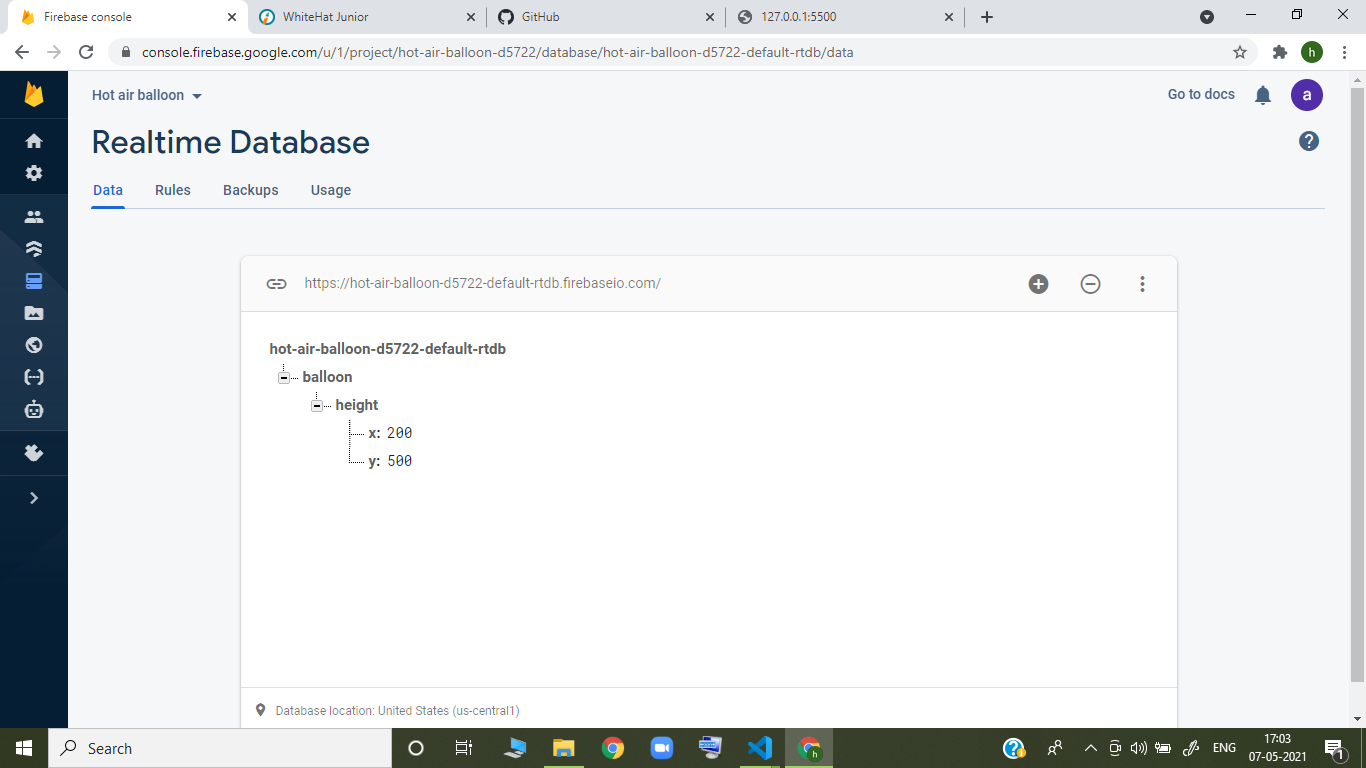 Firebase console
WhiteHat Junior
GitHub
127.0.0.1:5500
console.firebase.google.com/u/1/project/hot-air-balloon-d5722/database/hot-air-balloon-d5722-default-rtdb/data
h
Hot air balloon
Go to docs
a
Realtime Database
?
Data
Rules
Backups
Usage
https://hot-air-balloon-d5722-default-rtdb.firebaseio.com/
hot-air-balloon-d5722-default-rtdb
balloon
height
x: 200
y: 500
Database location: United States (us-central1)
Search
h
?
ENG
17:03
07-05-2021
1